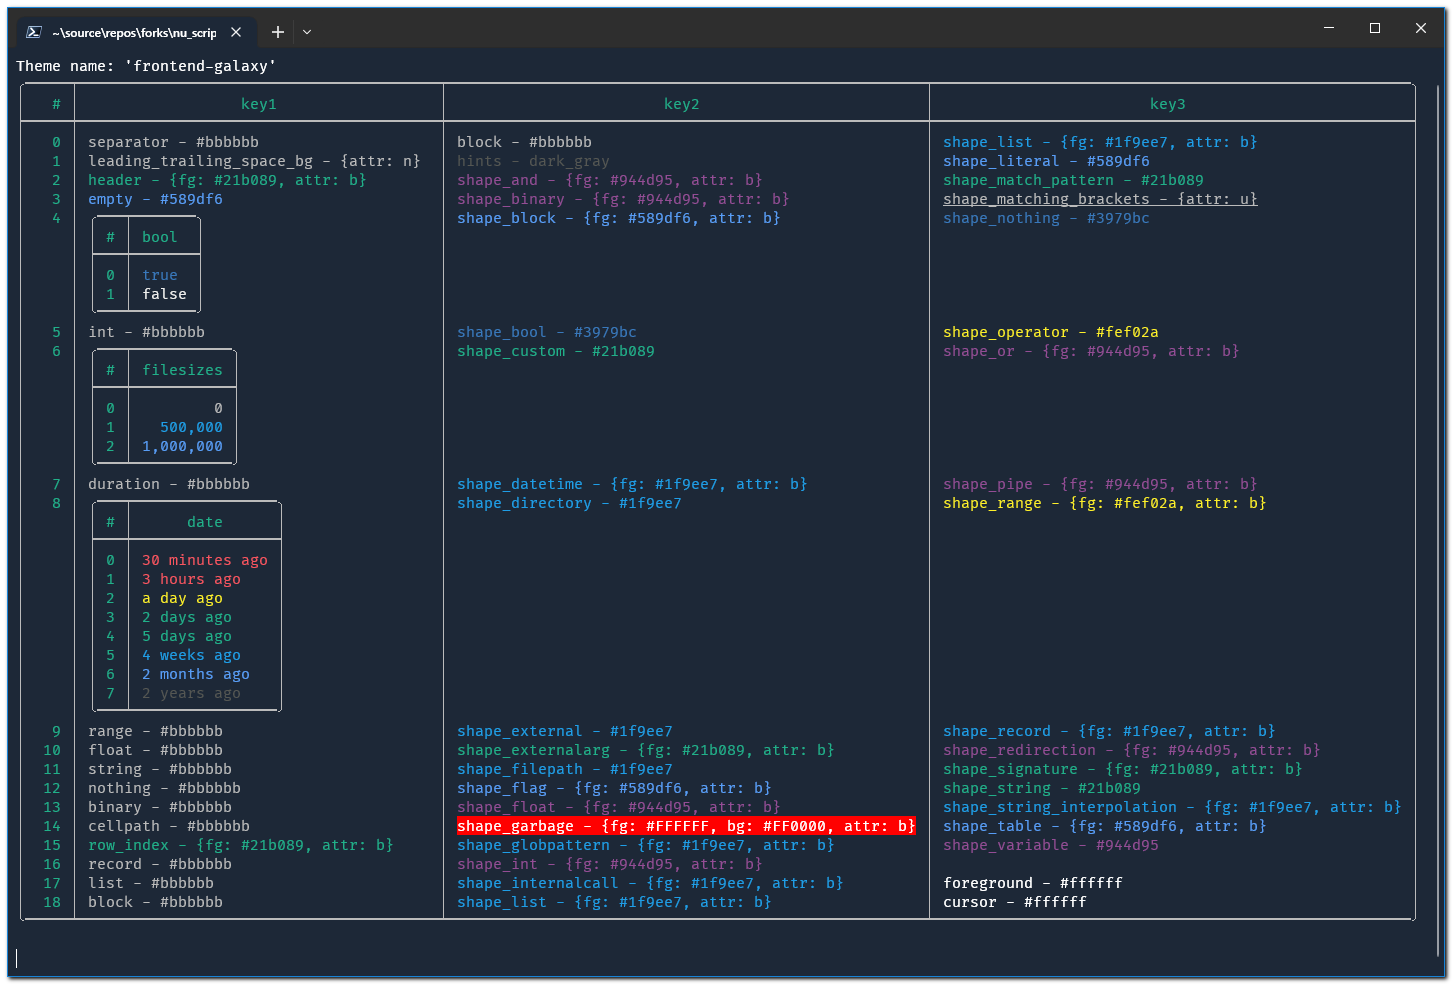 ~\source\repos\forks\nu_scrip
Theme name: 'frontend-galaxy'
# key1 key2 key3
0 separator - #bbbbbb block - #bbbbbb shape_list - {fg: #1f9ee7, attr: b}
1 leading_trailing_space_bg - {attr: n} hints - dark_gray shape_literal - #589df6
2 header - {fg: #21b089, attr: b} shape_and - {fg: #944d95, attr: b} shape_match_pattern - #21b089
3 empty - #589df6 shape_binary - {fg: #944d95, attr: b} shape_matching_brackets - {attr: u}
4 shape_block - {fg: #589df6, attr: b} shape_nothing - #3979bc
# bool
0 true
1 false
5 int - #bbbbbb shape_bool - #3979bc shape_operator - #fef02a
6 shape_custom - #21b089 shape_or - {fg: #944d95, attr: b}
# filesizes
0 0
1 500,000
2 1,000,000
7 duration - #bbbbbb shape_datetime - {fg: #1f9ee7, attr: b} shape_pipe - {fg: #944d95, attr: b}
8 shape_directory - #1f9ee7 shape_range - {fg: #fef02a, attr: b}
# date
0 30 minutes ago
1 3 hours ago
2 a day ago
3 2 days ago
4 5 days ago
5 4 weeks ago
6 2 months ago
7 2 years ago
9 range - #bbbbbb shape_external - #1f9ee7 shape_record - {fg: #1f9ee7, attr: b}
10 float - #bbbbbb shape_externalarg - {fg: #21b089, attr: b} shape_redirection - {fg: #944d95, attr: b}
11 string - #bbbbbb shape_filepath - #1f9ee7 shape_signature - {fg: #21b089, attr: b}
12 nothing - #bbbbbb shape_flag - {fg: #589df6, attr: b} shape_string - #21b089
13 binary - #bbbbbb shape_float - {fg: #944d95, attr: b} shape_string_interpolation - {fg: #1f9ee7, attr: b}
14 cellpath - #bbbbbb shape_garbage - {fg: #FFFFFF, bg: #FF0000, attr: b} shape_table - {fg: #589df6, attr: b}
15 row_index - {fg: #21b089, attr: b} shape_globpattern - {fg: #1f9ee7, attr: b} shape_variable - #944d95
16 record - #bbbbbb shape_int - {fg: #944d95, attr: b}
17 list - #bbbbbb shape_internalcall - {fg: #1f9ee7, attr: b} foreground - #ffffff
18 block - #bbbbbb shape_list - {fg: #1f9ee7, attr: b} cursor - #ffffff